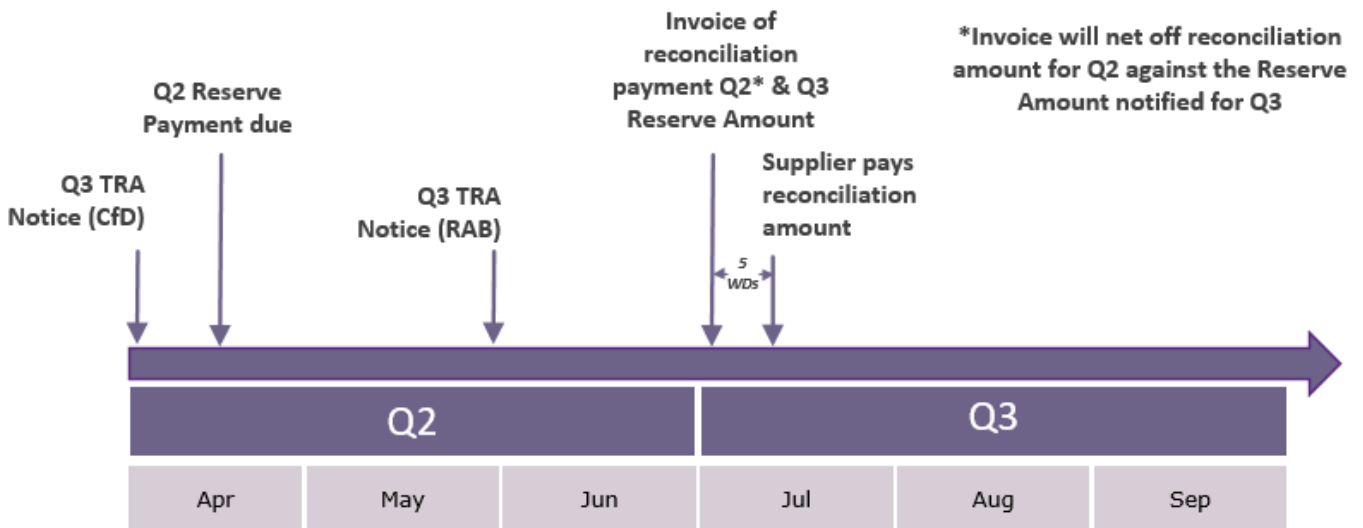 Q3 TRA
Notice (CfD)
Q2 Reserve
Payment due
Q3 TRA
Notice (RAB)
Invoice of
reconciliation
payment Q2* & Q3
Reserve Amount
5
WDs
Supplier pays
reconciliation
amount
*Invoice will net off reconciliation
amount for Q2 against the Reserve
Amount notified for Q3
Q2
Q3
Apr
May
Jun
Jul
Aug
Sep